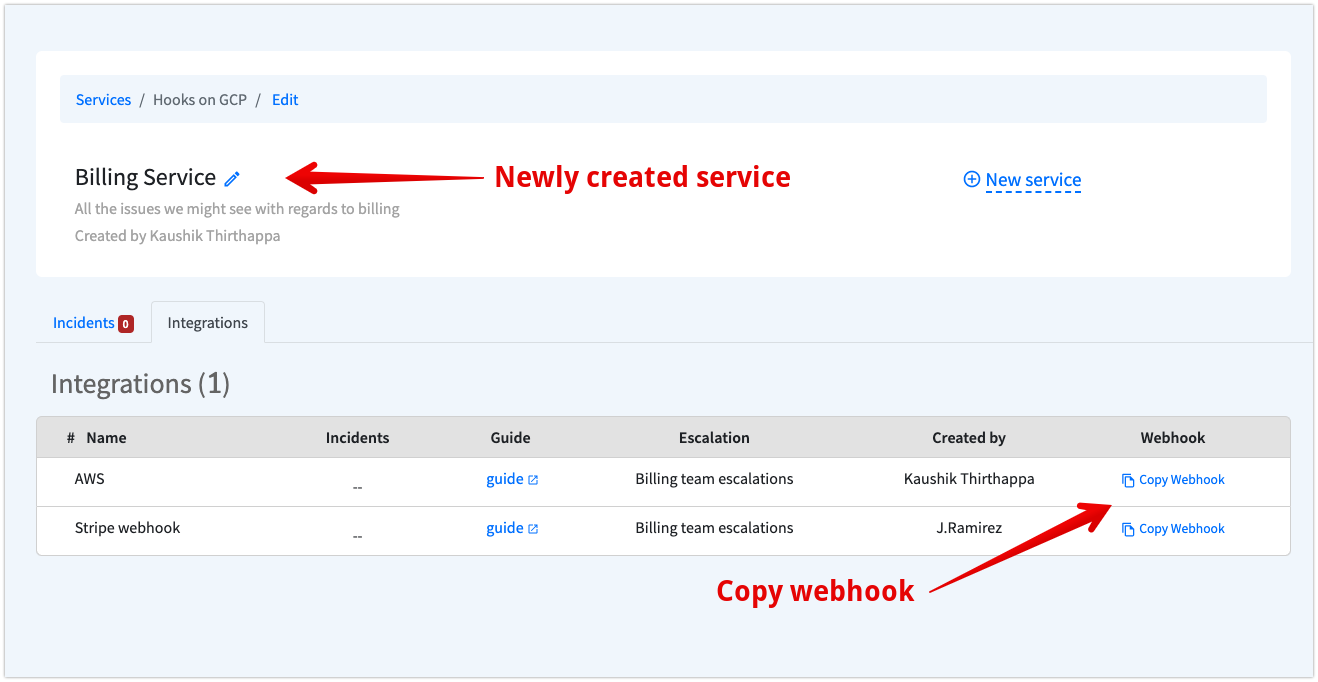 Services / Hooks on GCP / Edit
Billing Service
Newly created service
New service
All the issues we might see with regards to billing
Created by Kaushik Thirthappa
Incidents 0 Integrations
Integrations (1)
# Name Incidents Guide Escalation Created by Webhook
AWS -- guide Billing team escalations Kaushik Thirthappa Copy Webhook
Stripe webhook -- guide Billing team escalations J.Ramirez Copy Webhook
Copy webhook